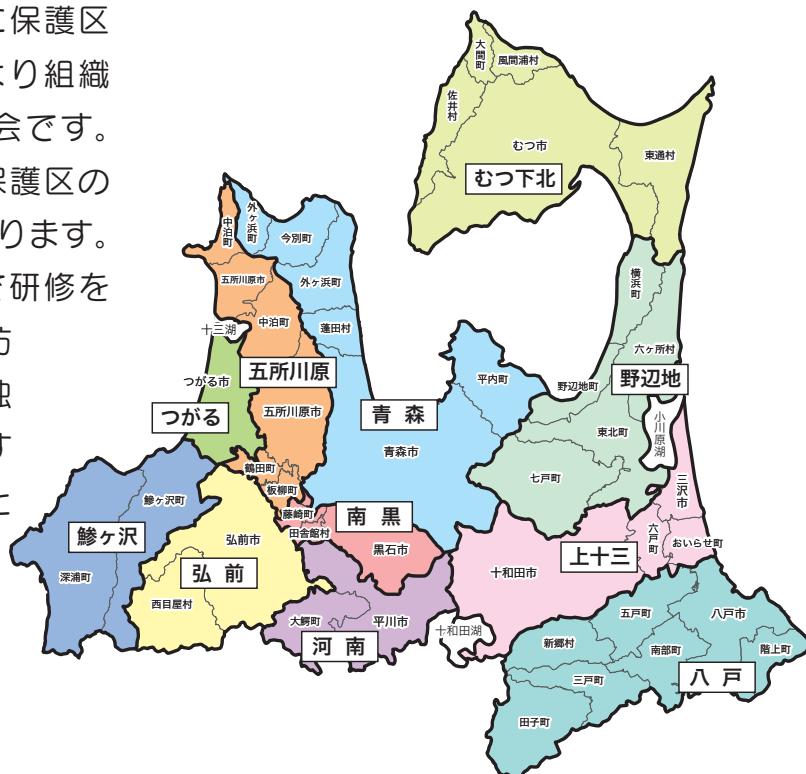 に保護区
より組織
会です。
保護区の
ります。
で研修を
防
独
す
に
大間町
風間浦村
佐井村
むつ市
東通村
むつ下北
中泊町
外ヶ浜町
今別町
五所川原市
外ヶ浜町
中泊町
蓬田村
十三湖
つがる市
五所川原
つがる
五所川原市
青 森
青森市
平内町
横浜町
六ヶ所村
野辺地町
野辺地
小川原湖
東北町
七戸町
鶴田町
板柳町
鰺ヶ沢町
鰺ヶ沢
深浦町
弘前市
弘 前
西目屋村
藤崎町
田舎館村
南 黒
黒石市
大鰐町
平川市
河 南
三沢市
六戸町
おいらせ町
上十三
十和田市
十和田湖
五戸町
八戸市
新郷村
南部町
階上町
三戸町
八 戸
田子町